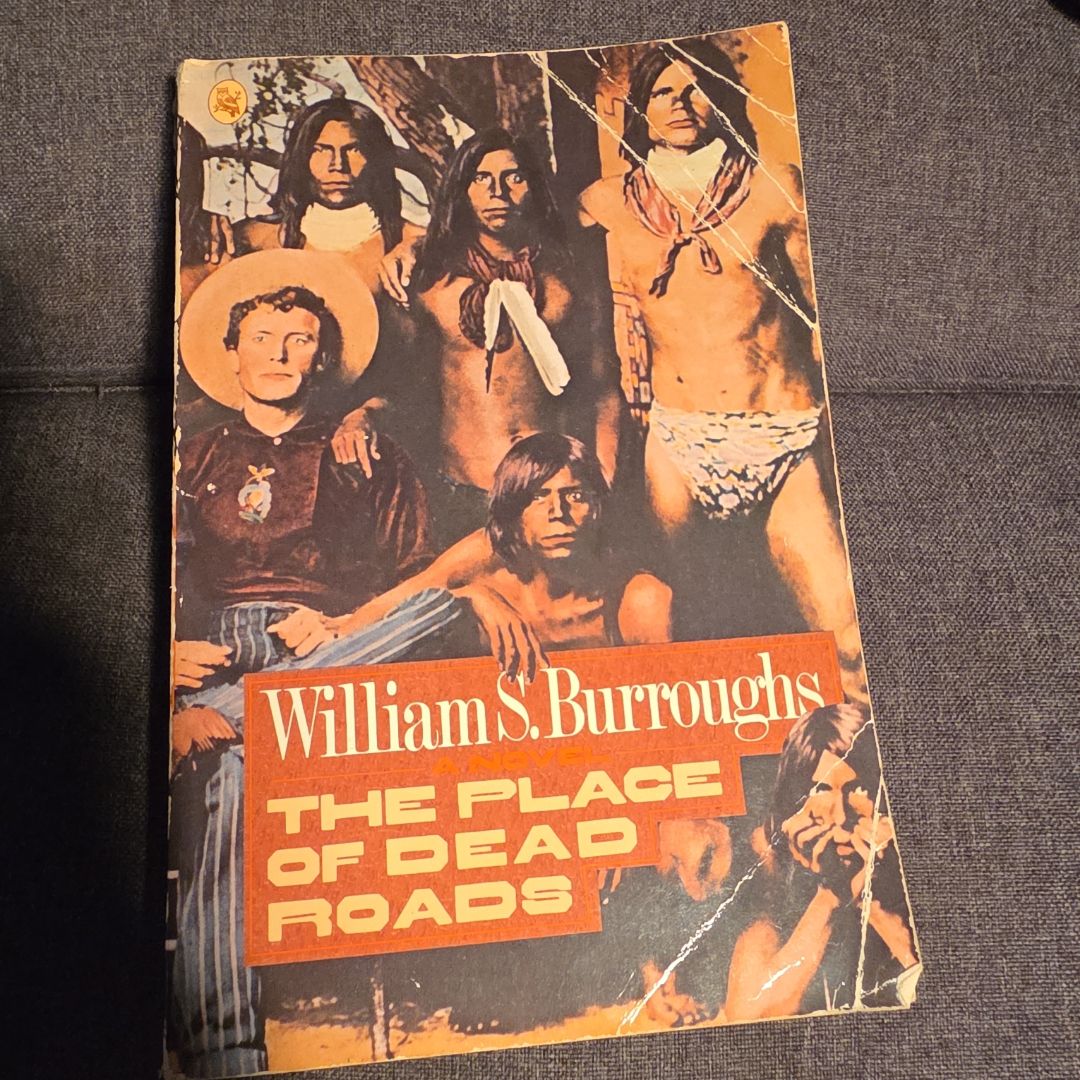 William S. Burroughs
A NOVEL
THE PLACE
OF DEAD
ROADS